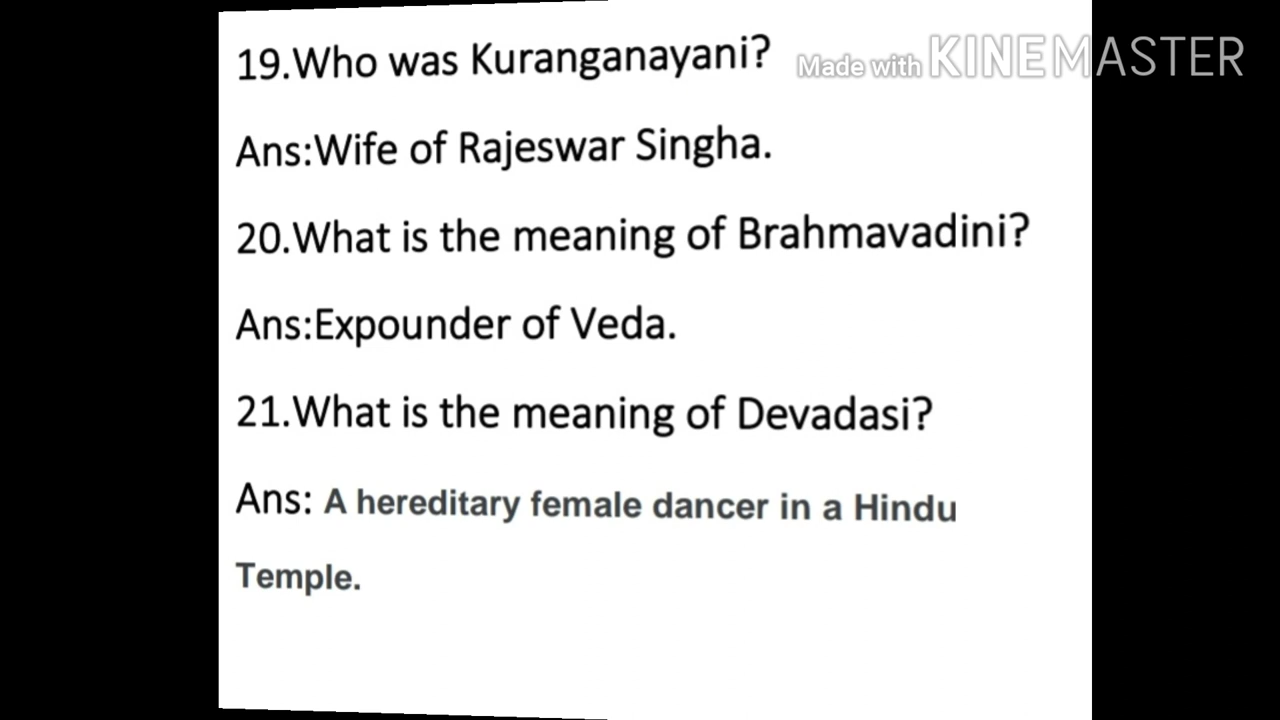 19.Who was Kuranganayani?
Made with KINEMASTER
Ans:Wife of Rajeswar Singha.
20.What is the meaning of Brahmavadini?
Ans:Expounder of Veda.
21.What is the meaning of Devadasi?
Ans: A hereditary female dancer in a Hindu
Temple.